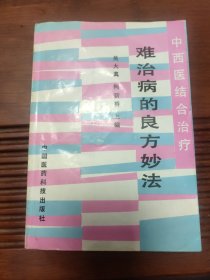 中西医结合治疗
难治病的良方妙法
主编
中国医药科技出版社